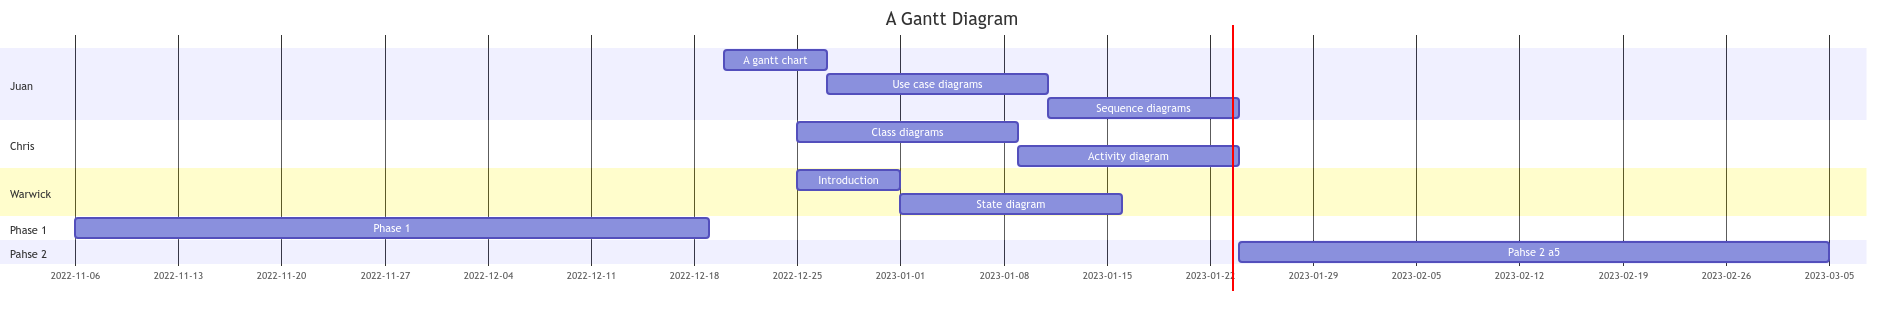 A Gantt Diagram
A gantt chart
Use case diagrams
Juan
Sequence diagrams
Class diagrams
Chris
Activity diagram
Introduction
Warwick
State diagram
Phase 1 Phase 1
Pahse 2 Pahse 2 a5
2022-11-06 2022-11-13 2022-11-20 2022-11-27 2022-12-04 2022-12-11 2022-12-18 2022-12-25 2023-01-01 2023-01-08 2023-01-15 2023-01-22 2023-01-29 2023-02-05 2023-02-12 2023-02-19 2023-02-26 2023-03-05